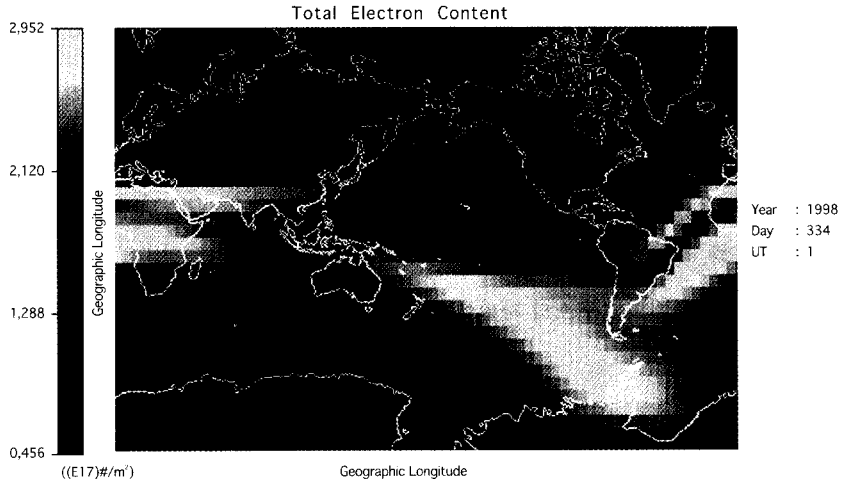 Total Electron Content
2,952
2,120
1,288
0,456
((E17)#/m²)
Geographic Longitude
Geographic Longitude
Year : 1998
Day : 334
UT : 1